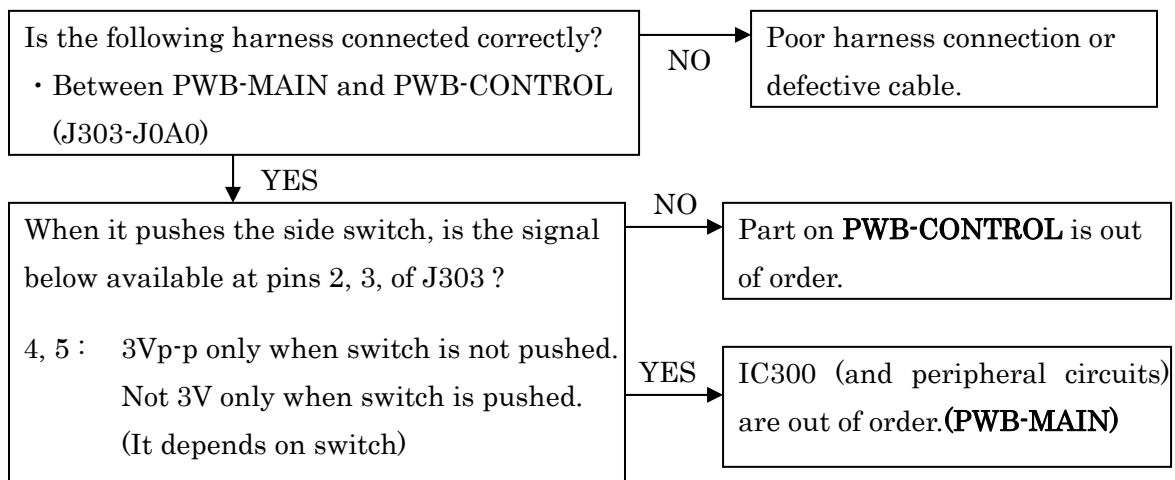 Is the following harness connected correctly?
・Between PWB-MAIN and PWB-CONTROL
(J303-J0A0)
NO
Poor harness connection or
defective cable.
YES
When it pushes the side switch, is the signal
below available at pins 2, 3, of J303 ?
4, 5 : 3Vp-p only when switch is not pushed.
Not 3V only when switch is pushed.
(It depends on switch)
NO
Part on PWB-CONTROL is out
of order.
YES
IC300 (and peripheral circuits)
are out of order.(PWB-MAIN)